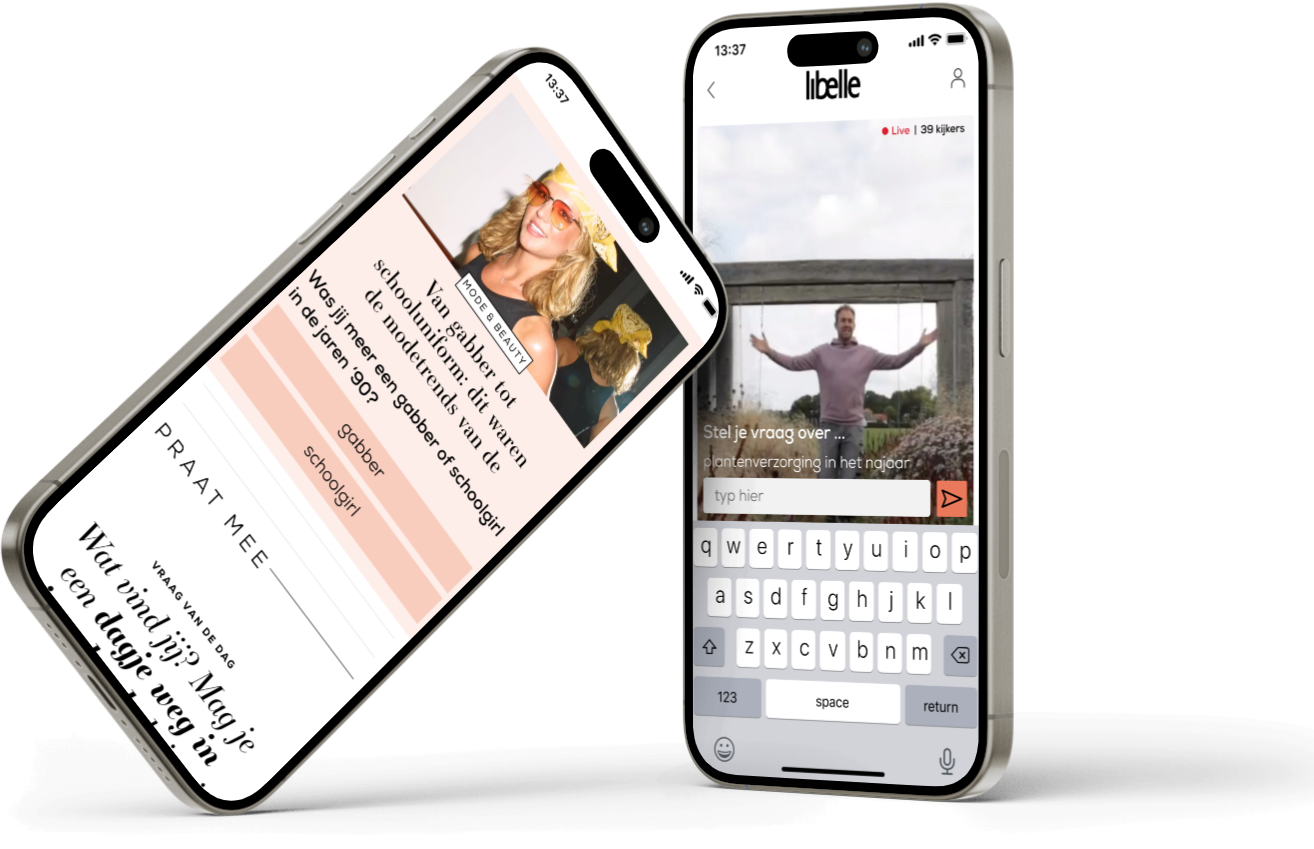 13:37
MODE & BEAUTY
Van gabber tot
schooluniform: dit waren
de modetrends van de
Was jij meer een gabber of schoolgirl
in de jaren ‘90?
gabber
schoolgirl
PRAAT MEE
VRAAG VAN DE DAG
Wat vind jij? Mag je
een dagje weg in
13:37
libelle
Live | 39 kijkers
Stel je vraag over ...
plantenverzorging in het najaar
typ hier
q w e r t y u i o p
a s d f g h j k l
z x c v b n m
123 space return